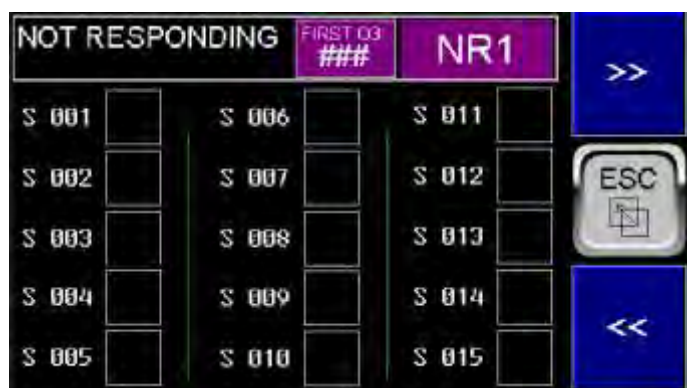 NOT RESPONDING
FIRST 03
###
NR1
>>
S 001
S 006
S 011
S 002
S 007
S 012
ESC
S 003
S 008
S 013
S 004
S 009
S 014
<<
S 005
S 010
S 015